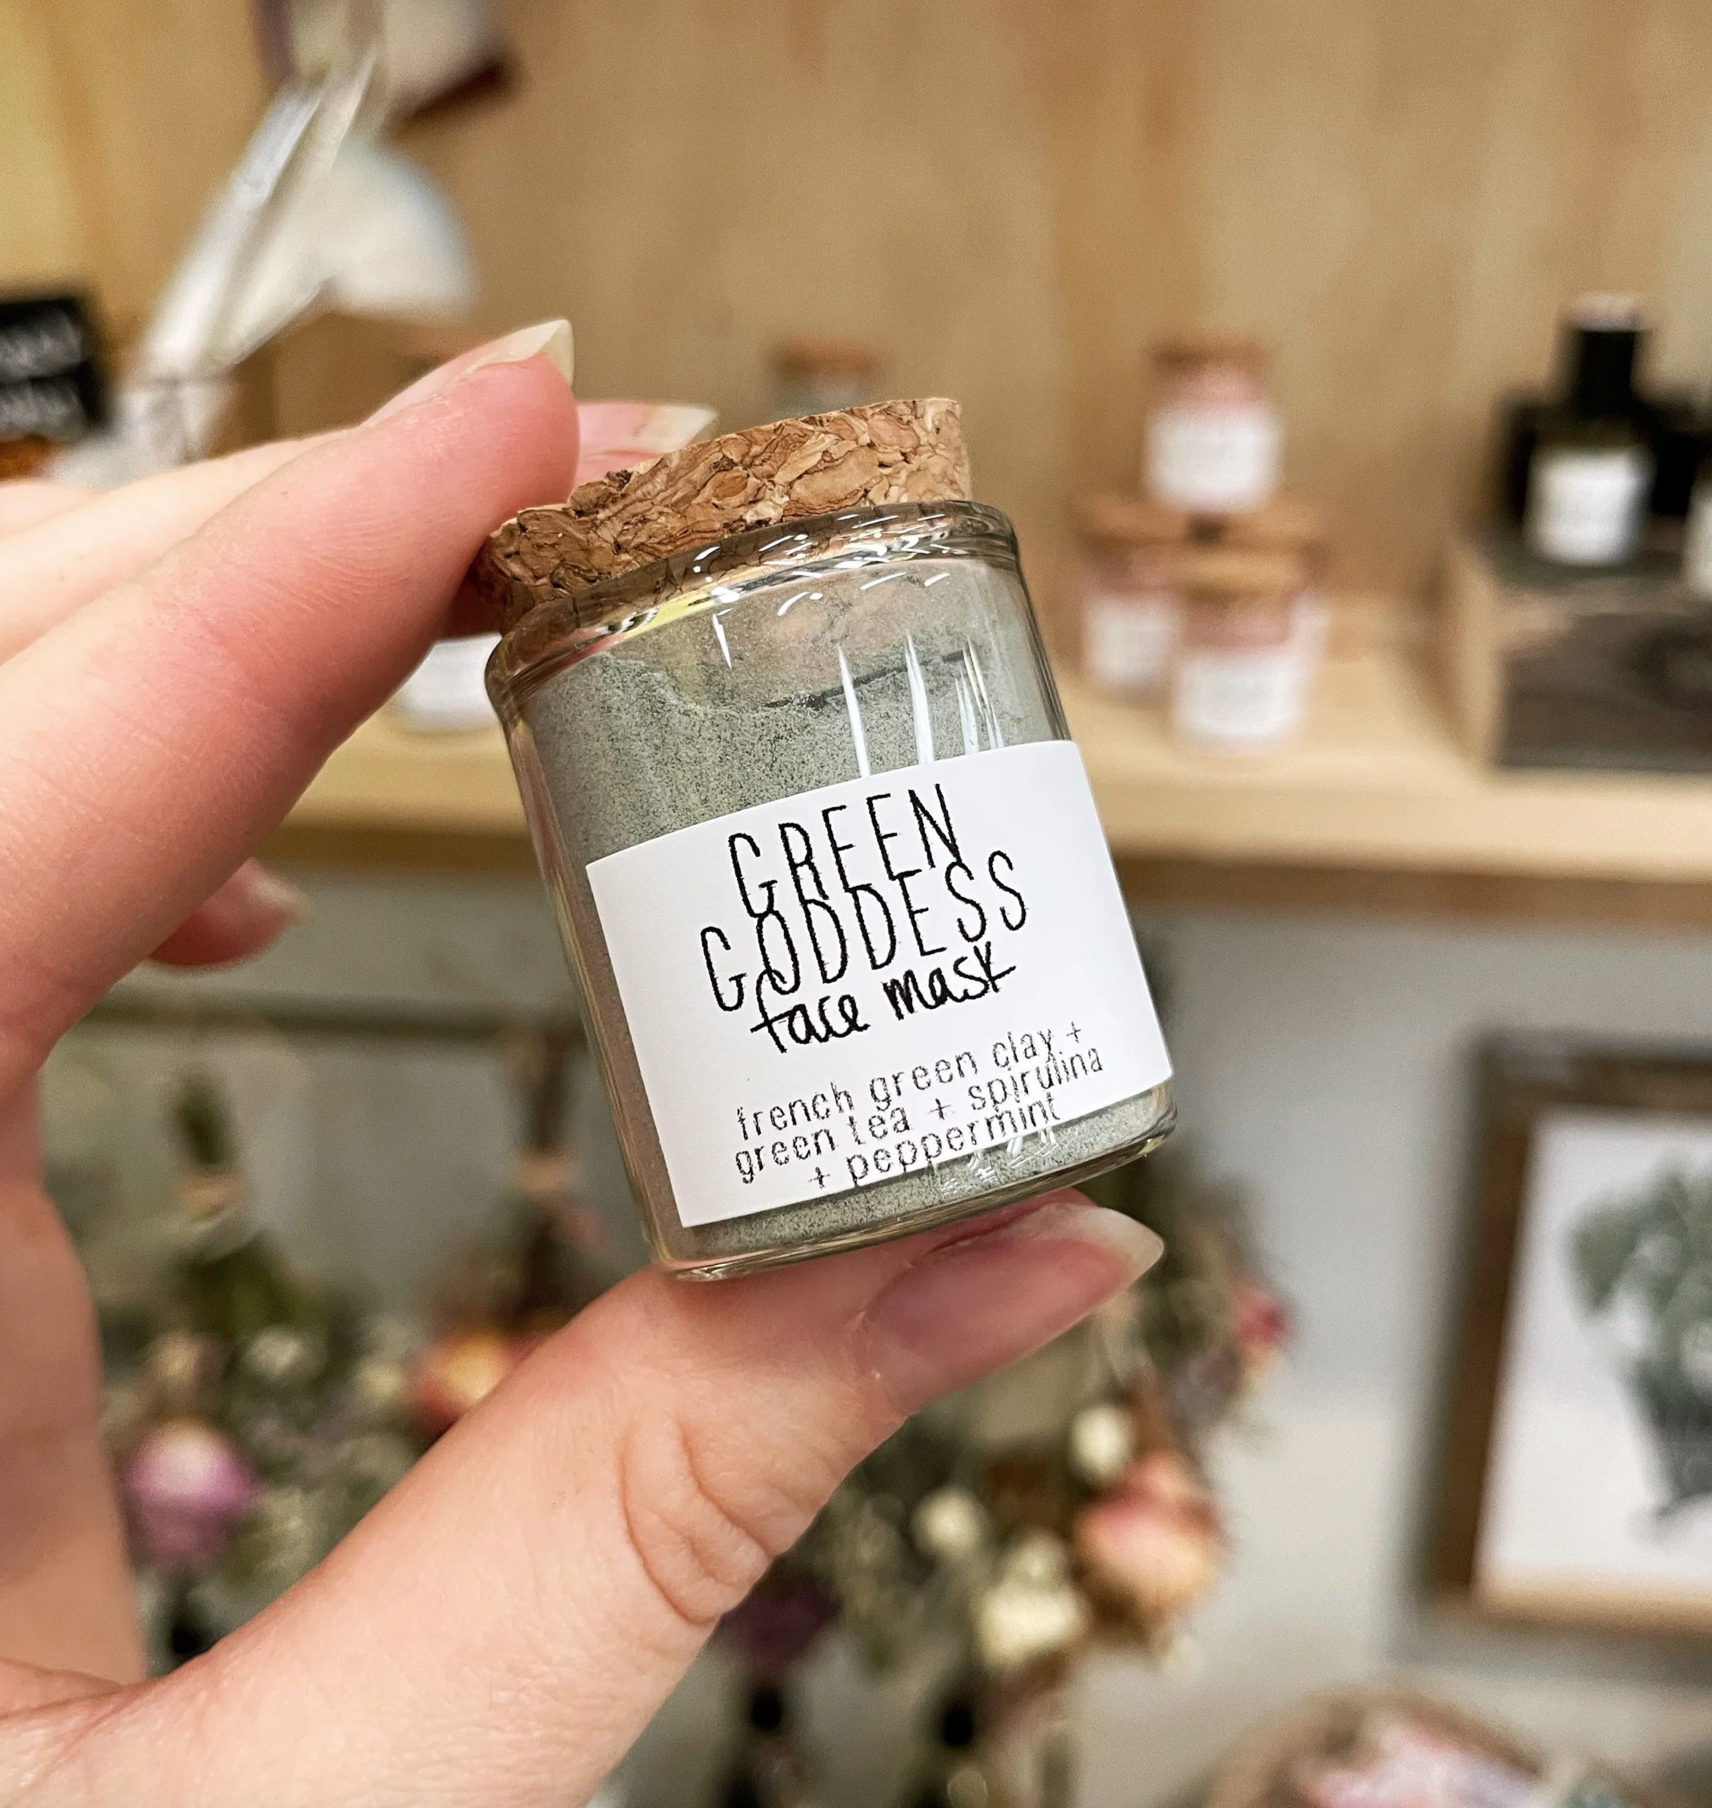 GREEN
GODDESS
face mask
french green clay +
green tea + spirulina
+ peppermint